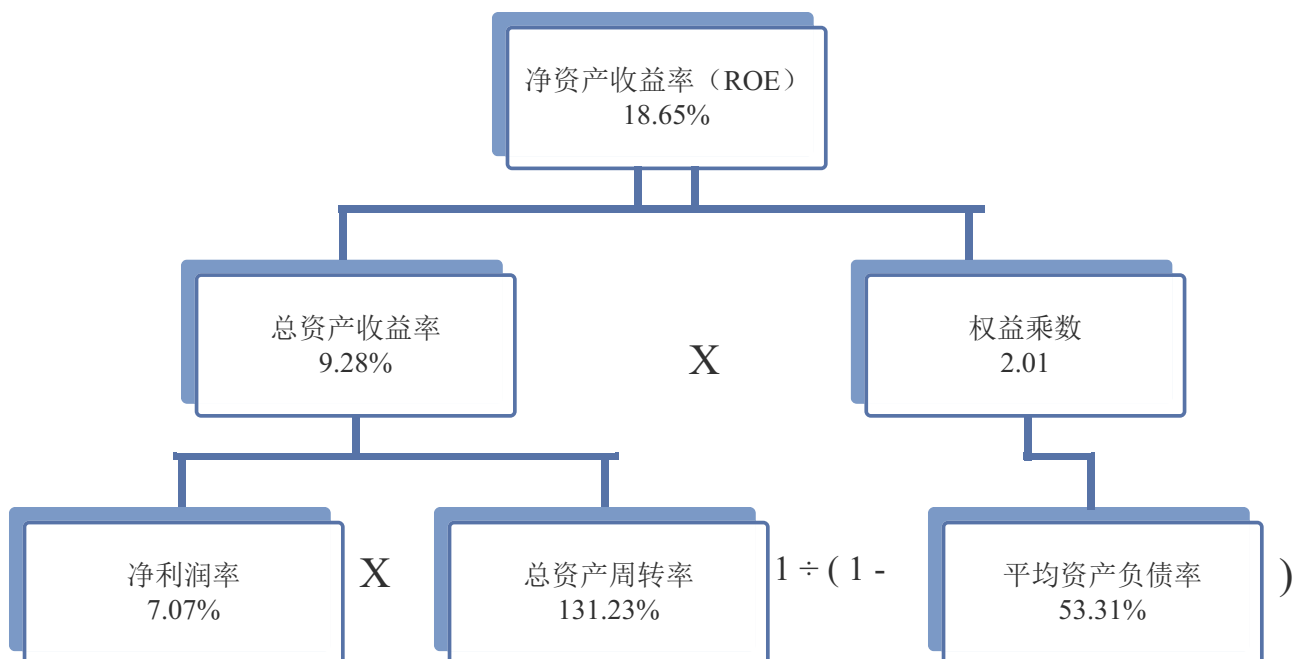 净资产收益率（ROE）
18.65%
总资产收益率
9.28%
X
权益乘数
2.01
净利润率
7.07%
X
总资产周转率
131.23%
1 ÷ ( 1 -
平均资产负债率
53.31%
)